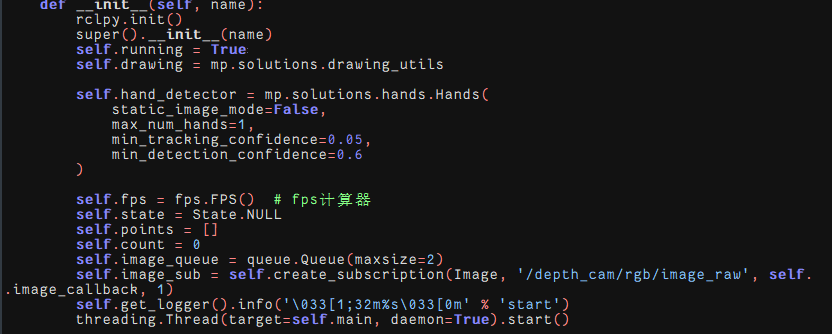 def __init__(self, name):
rclpy.init()
super().__init__(name)
self.running = True
self.drawing = mp.solutions.drawing_utils
self.hand_detector = mp.solutions.hands.Hands(
static_image_mode=False,
max_num_hands=1,
min_tracking_confidence=0.05,
min_detection_confidence=0.6
)
self.fps = fps.FPS()  # fps计算器
self.state = State.NULL
self.points = []
self.count = 0
self.image_queue = queue.Queue(maxsize=2)
self.image_sub = self.create_subscription(Image, '/depth_cam/rgb/image_raw', self.
.image_callback, 1)
self.get_logger().info('\033[1;32m%s\033[0m' % 'start')
threading.Thread(target=self.main, daemon=True).start()